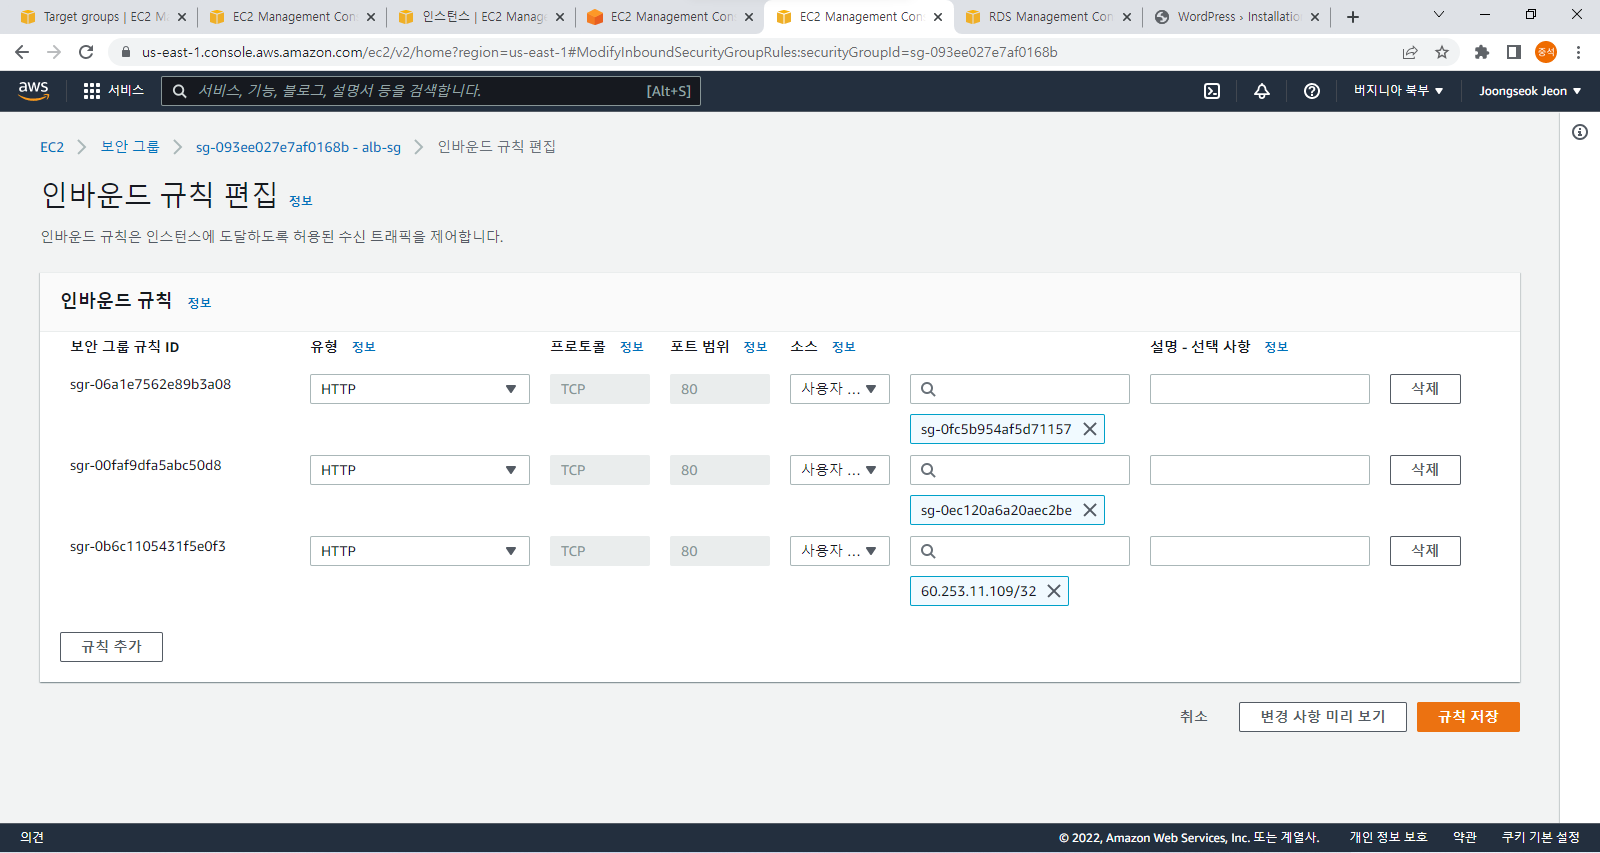 Target groups | EC2 M
EC2 Management Con
인스턴스 | EC2 Manage
EC2 Management Cons
EC2 Management Con
RDS Management Con
WordPress › Installatio
us-east-1.console.aws.amazon.com/ec2/v2/home?region=us-east-1#ModifyInboundSecurityGroupRules:securityGroupId=sg-093ee027e7af0168b
중석
aws
서비스
서비스, 기능, 블로그, 설명서 등을 검색합니다.
[Alt+S]
버지니아 북부
Joongseok Jeon
EC2
보안 그룹
sg-093ee027e7af0168b - alb-sg
인바운드 규칙 편집
인바운드 규칙 편집 정보
인바운드 규칙은 인스턴스에 도달하도록 허용된 수신 트래픽을 제어합니다.
인바운드 규칙 정보
보안 그룹 규칙 ID
유형 정보
프로토콜 정보
포트 범위 정보
소스 정보
설명 - 선택 사항 정보
sgr-06a1e7562e89b3a08
HTTP
TCP
80
사용자 ...
삭제
sg-0fc5b954af5d71157
sgr-00faf9dfa5abc50d8
HTTP
TCP
80
사용자 ...
삭제
sg-0ec120a6a20aec2be
sgr-0b6c1105431f5e0f3
HTTP
TCP
80
사용자 ...
삭제
60.253.11.109/32
규칙 추가
취소
변경 사항 미리 보기
규칙 저장
의견
© 2022, Amazon Web Services, Inc. 또는 계열사.
개인 정보 보호
약관
쿠키 기본 설정